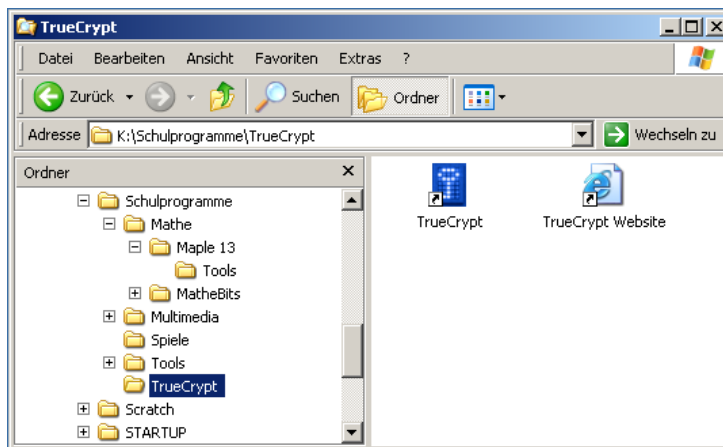 TrueCrypt
Datei Bearbeiten Ansicht Favoriten Extras ?
Zurück Suchen Ordner
Adresse K:\Schulprogramme\TrueCrypt Wechseln zu
Ordner
Schulprogramme
Mathe
Maple 13
Tools
MatheBits
Multimedia
Spiele
Tools
TrueCrypt
Scratch
STARTUP
TrueCrypt TrueCrypt Website